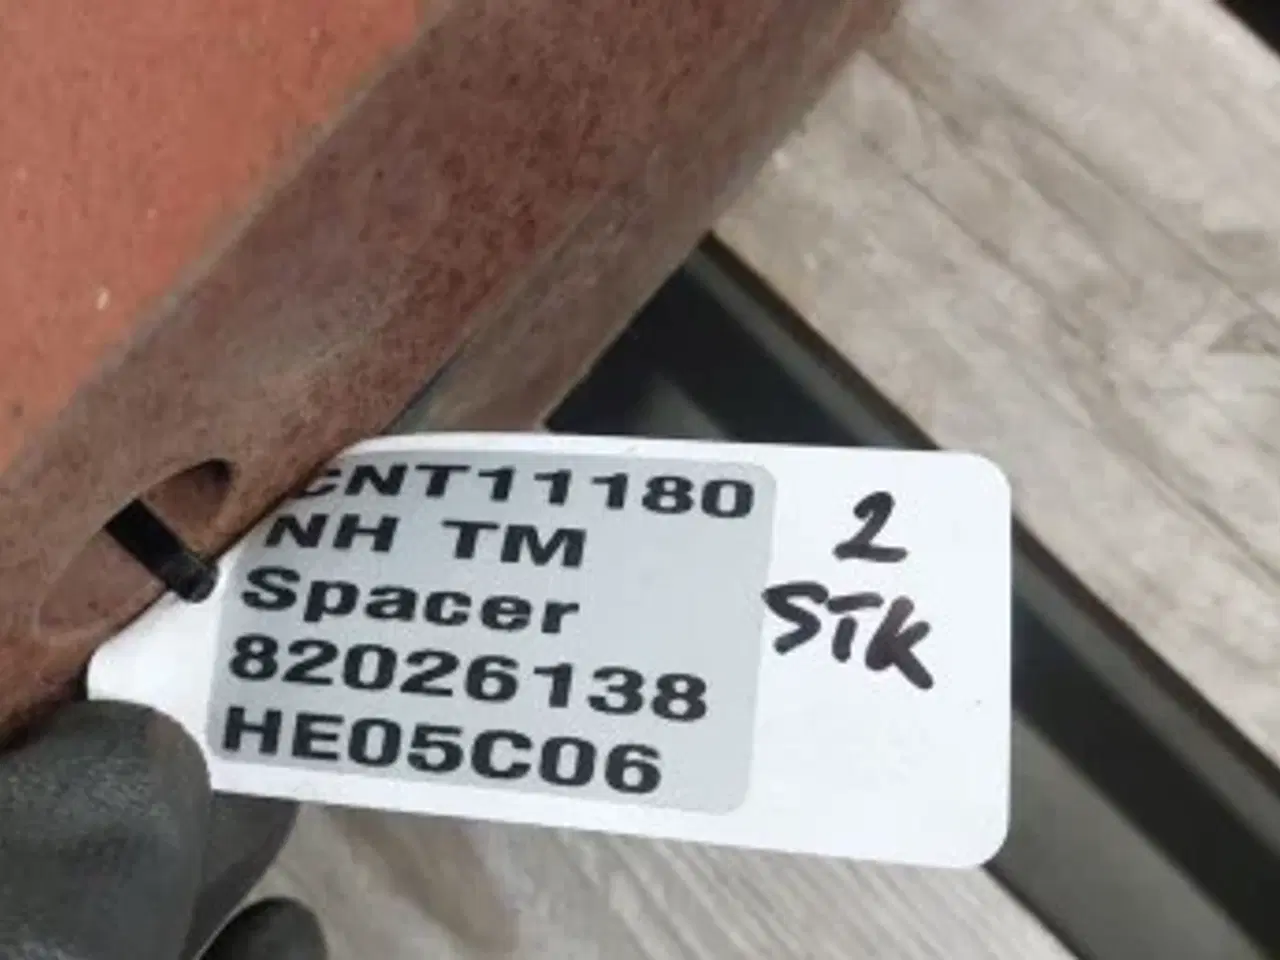 CNT11180
NH TM
Spacer
82026138
HE05C06
2
STK